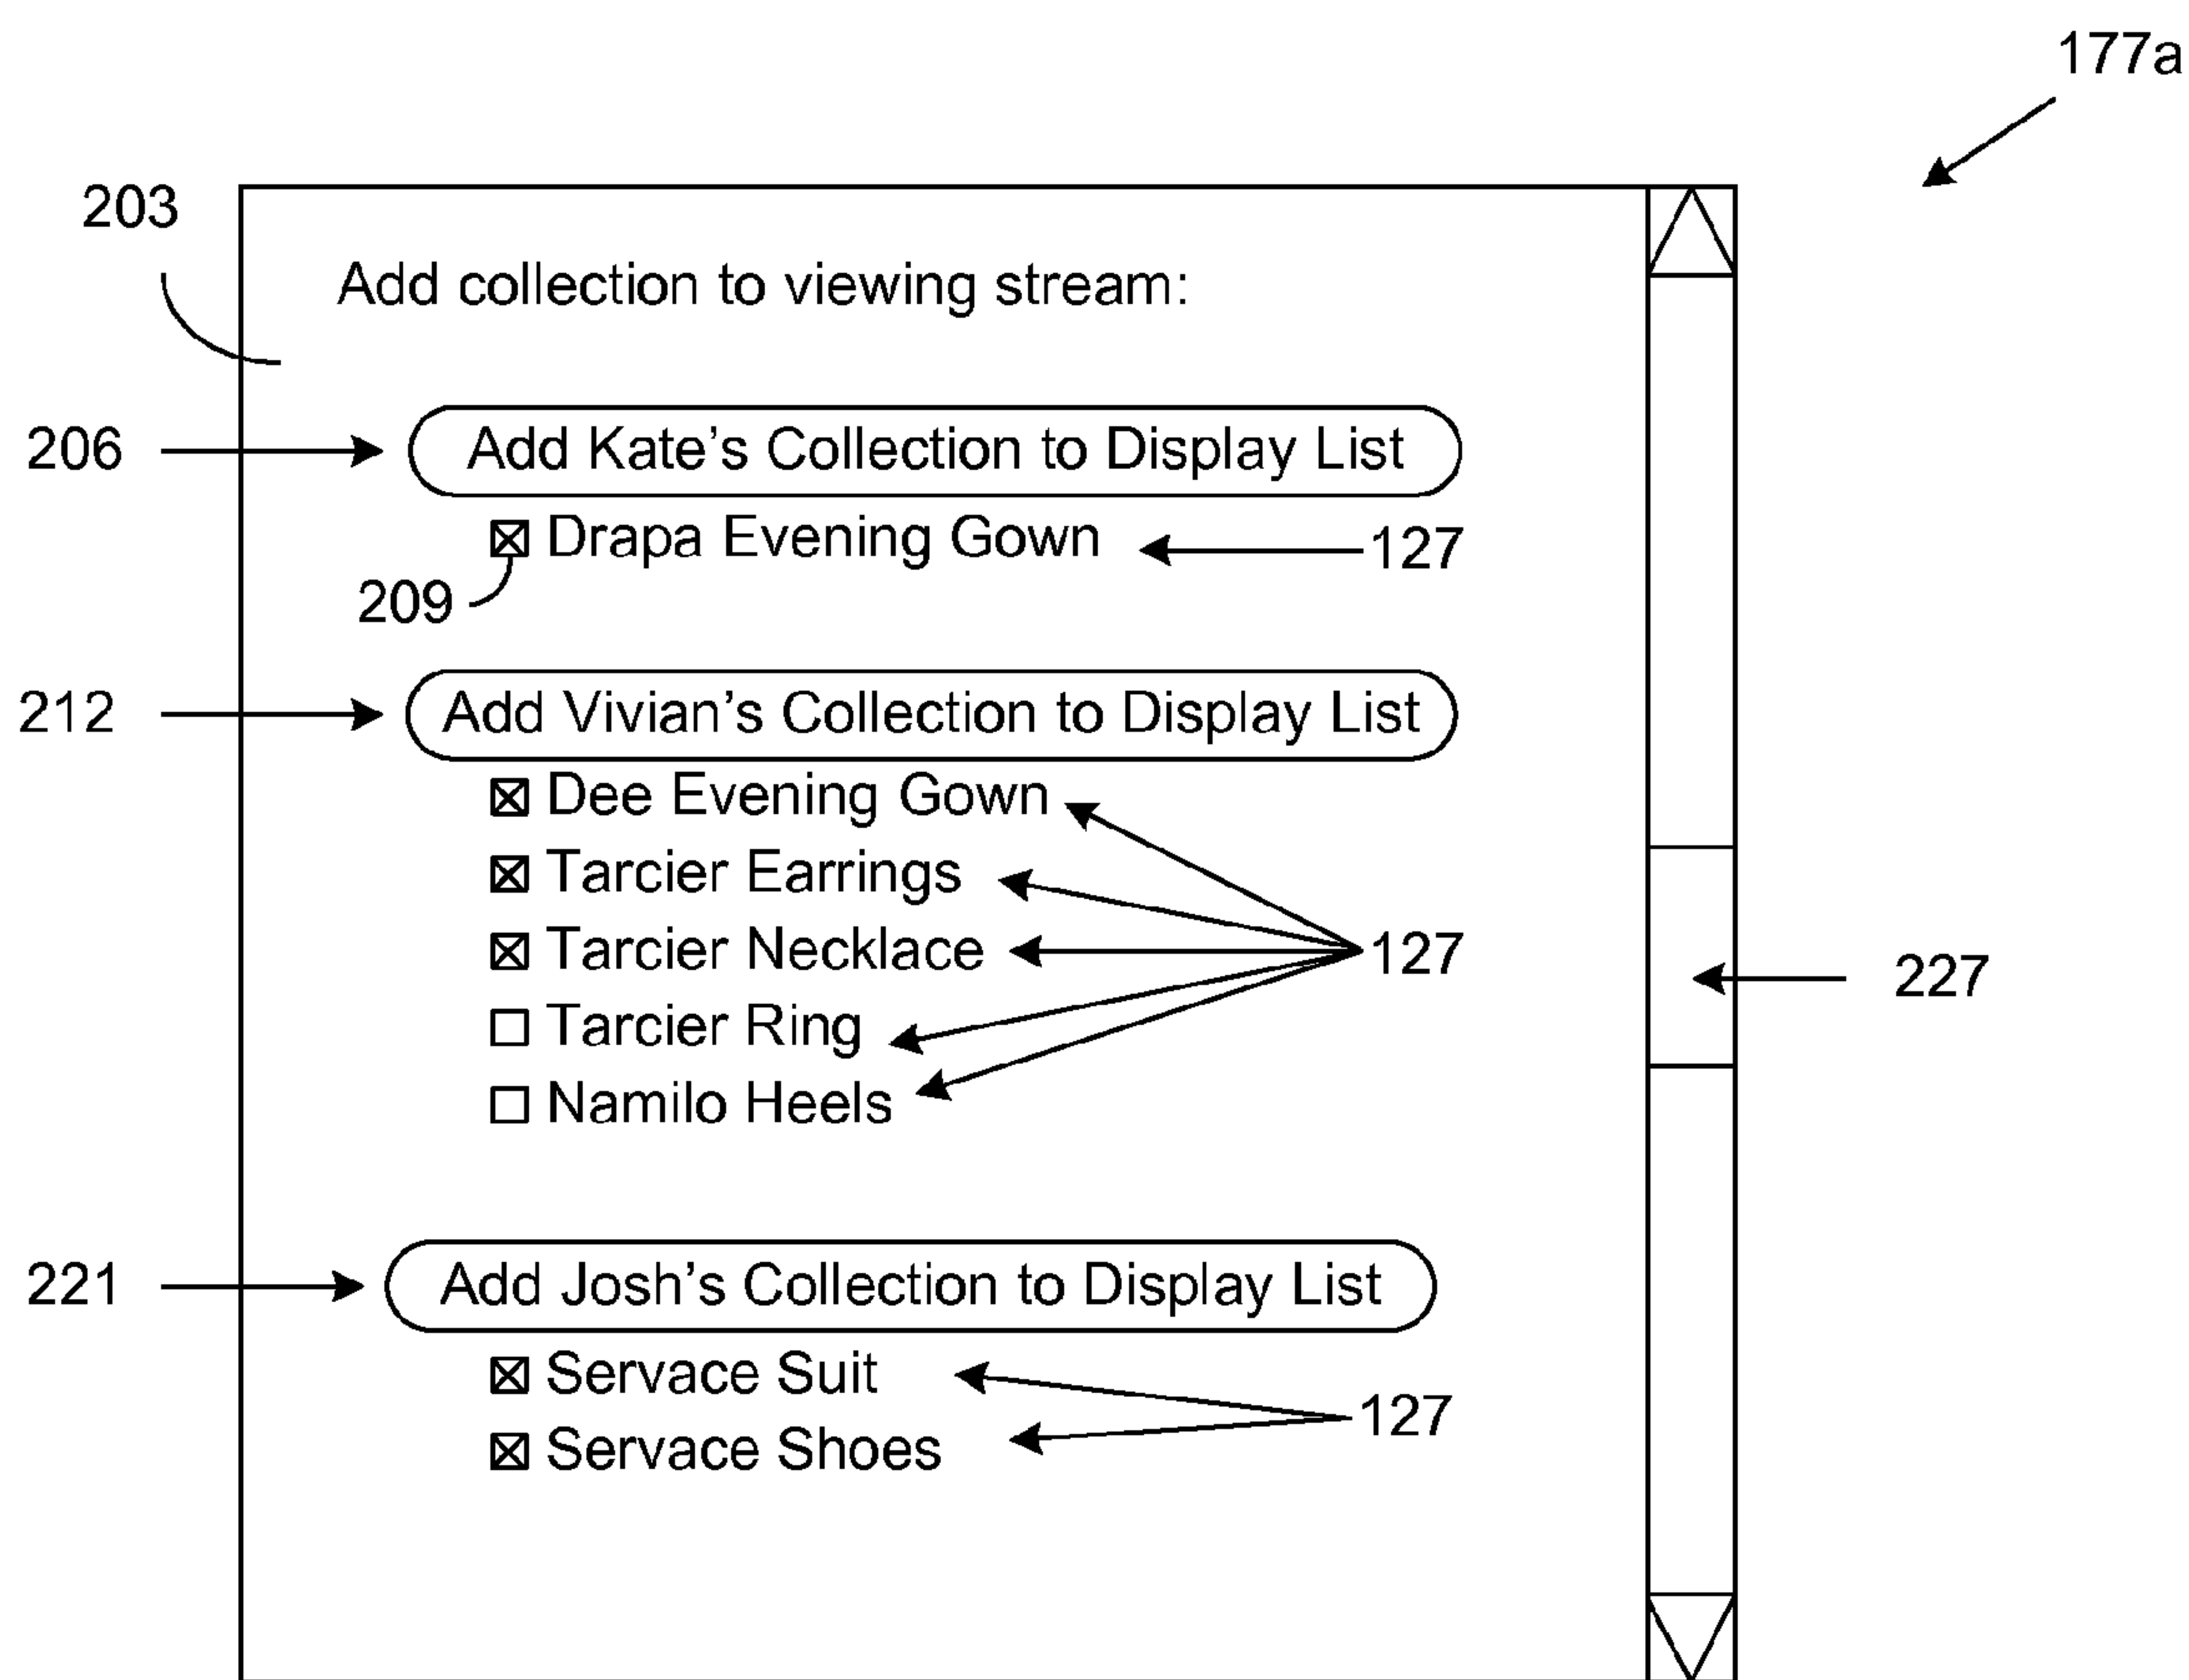 177a
203
Add collection to viewing stream:
206 Add Kate's Collection to Display List
Drapa Evening Gown 127
209
212 Add Vivian's Collection to Display List
Dee Evening Gown
Tarcier Earrings
Tarcier Necklace 127
227
Tarcier Ring
Namilo Heels
221 Add Josh's Collection to Display List
Servace Suit
127
Servace Shoes